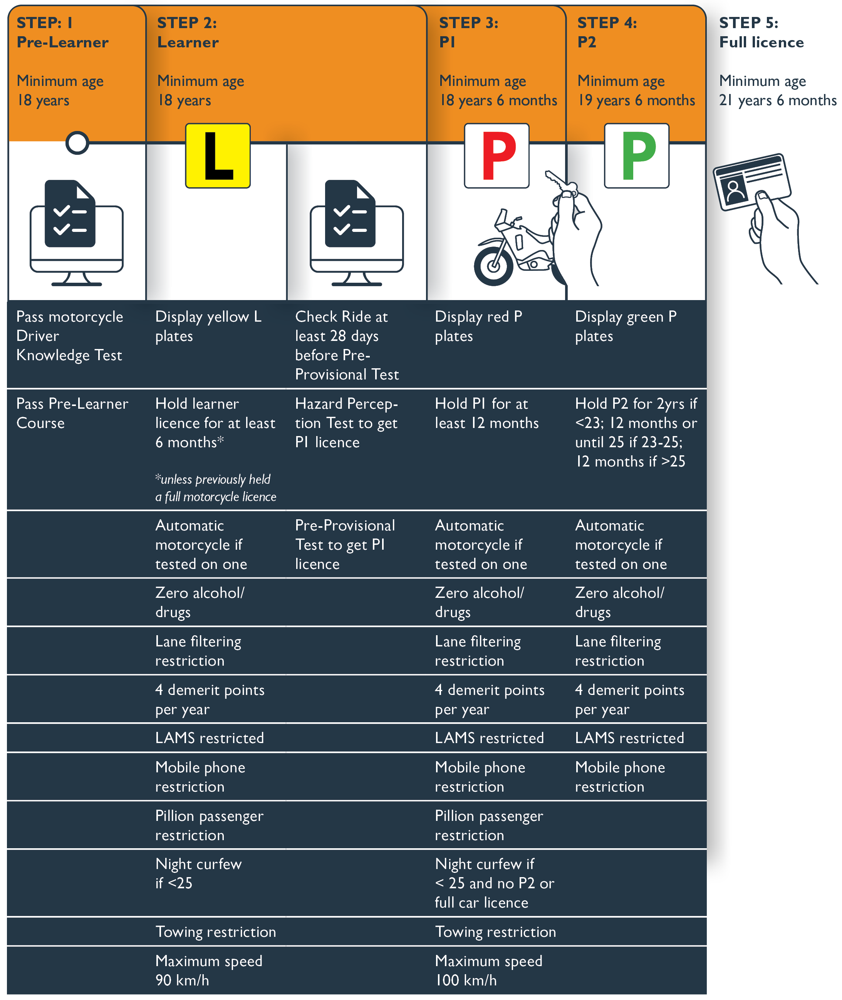 STEP: 1
Pre-Learner
Minimum age
18 years
STEP 2:
Learner
Minimum age
18 years
STEP 3:
P1
Minimum age
18 years 6 months
STEP 4:
P2
Minimum age
19 years 6 months
STEP 5:
Full licence
Minimum age
21 years 6 months
L
P
P
Pass motorcycle
Driver
Knowledge Test
Display yellow L
plates
Check Ride at
least 28 days
before Pre-
Provisional Test
Display red P
plates
Display green P
plates
Pass Pre-Learner
Course
Hold learner
licence for at least
6 months*
*unless previously held
a full motorcycle licence
Hazard Percep-
tion Test to get
P1 licence
Hold P1 for at
least 12 months
Hold P2 for 2yrs if
<23; 12 months or
until 25 if 23-25;
12 months if >25
Automatic
motorcycle if
tested on one
Pre-Provisional
Test to get P1
licence
Automatic
motorcycle if
tested on one
Automatic
motorcycle if
tested on one
Zero alcohol/
drugs
Zero alcohol/
drugs
Zero alcohol/
drugs
Lane filtering
restriction
Lane filtering
restriction
Lane filtering
restriction
4 demerit points
per year
4 demerit points
per year
4 demerit points
per year
LAMS restricted
LAMS restricted
LAMS restricted
Mobile phone
restriction
Mobile phone
restriction
Mobile phone
restriction
Pillion passenger
restriction
Pillion passenger
restriction
Night curfew
if <25
Night curfew if
< 25 and no P2 or
full car licence
Towing restriction
Towing restriction
Maximum speed
90 km/h
Maximum speed
100 km/h